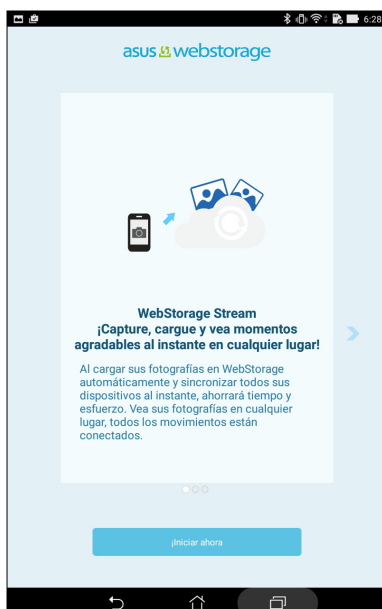 6:28
asus webstorage
WebStorage Stream
¡Capture, cargue y vea momentos
agradables al instante en cualquier lugar!
Al cargar sus fotografías en WebStorage
automáticamente y sincronizar todos sus
dispositivos al instante, ahorrará tiempo y
esfuerzo. Vea sus fotografías en cualquier
lugar, todos los movimientos están
conectados.
¡Iniciar ahora